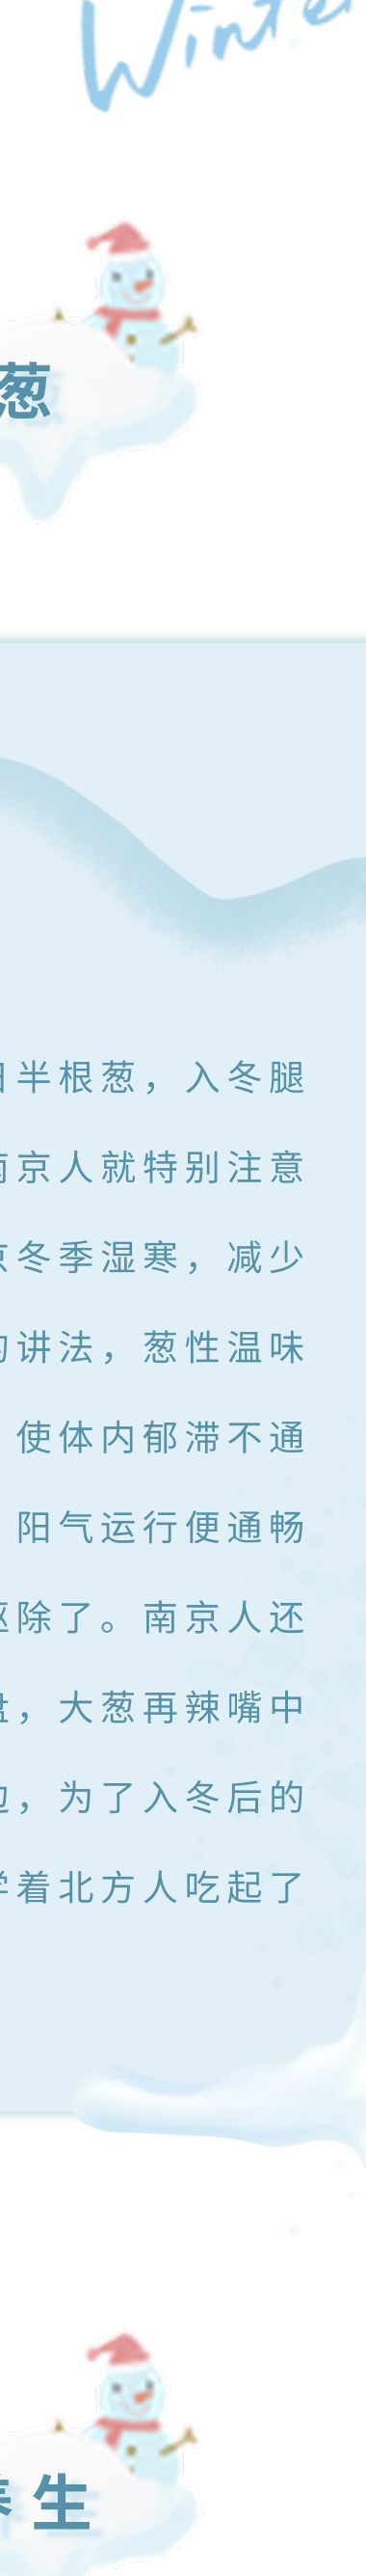 Winter
葱
半根葱，入冬腿
京人就特别注意
冬季湿寒，减少
讲法，葱性温味
使体内郁滞不通
阳气运行便通畅
除了。南京人还
，大葱再辣嘴中
，为了入冬后的
着北方人吃起了
生